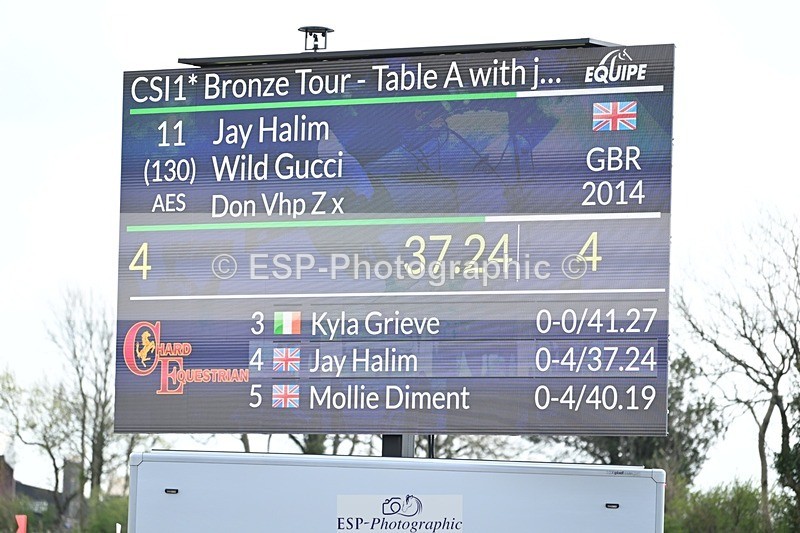 CSI1* Bronze Tour - Table A with j...
EQUIPE
11 Jay Halim
(130) Wild Gucci GBR
AES Don Vhp Z x 2014
4 37.24 4
© ESP-Photographic ©
3 Kyla Grieve 0-0/41.27
4 Jay Halim 0-4/37.24
5 Mollie Diment 0-4/40.19
CHARD
EQUESTRIAN
ESP-Photographic